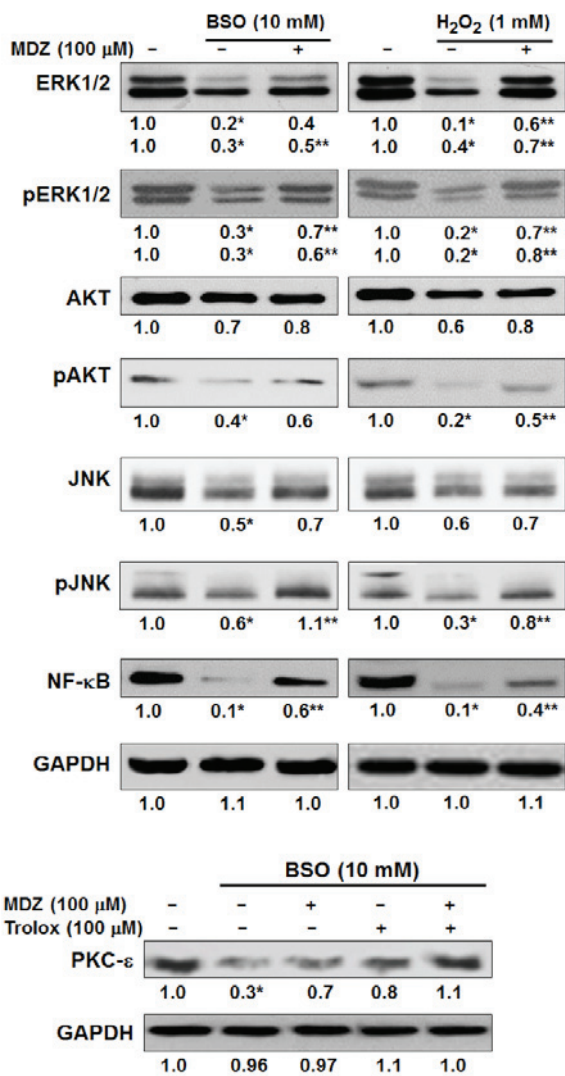 BSO (10 mM) H₂O₂ (1 mM)
MDZ (100 μM) – – + – – +
ERK1/2
1.0 0.2* 0.4 1.0 0.1* 0.6**
1.0 0.3* 0.5** 1.0 0.4* 0.7**
pERK1/2
1.0 0.3* 0.7** 1.0 0.2* 0.7**
1.0 0.3* 0.6** 1.0 0.2* 0.8**
AKT
1.0 0.7 0.8 1.0 0.6 0.8
pAKT
1.0 0.4* 0.6 1.0 0.2* 0.5**
JNK
1.0 0.5* 0.7 1.0 0.6 0.7
pJNK
1.0 0.6* 1.1** 1.0 0.3* 0.8**
NF-κB
1.0 0.1* 0.6** 1.0 0.1* 0.4**
GAPDH
1.0 1.1 1.0 1.0 1.0 1.1
BSO (10 mM)
MDZ (100 μM) – – + – +
Trolox (100 μM) – – – + +
PKC-ε
1.0 0.3* 0.7 0.8 1.1
GAPDH
1.0 0.96 0.97 1.1 1.0